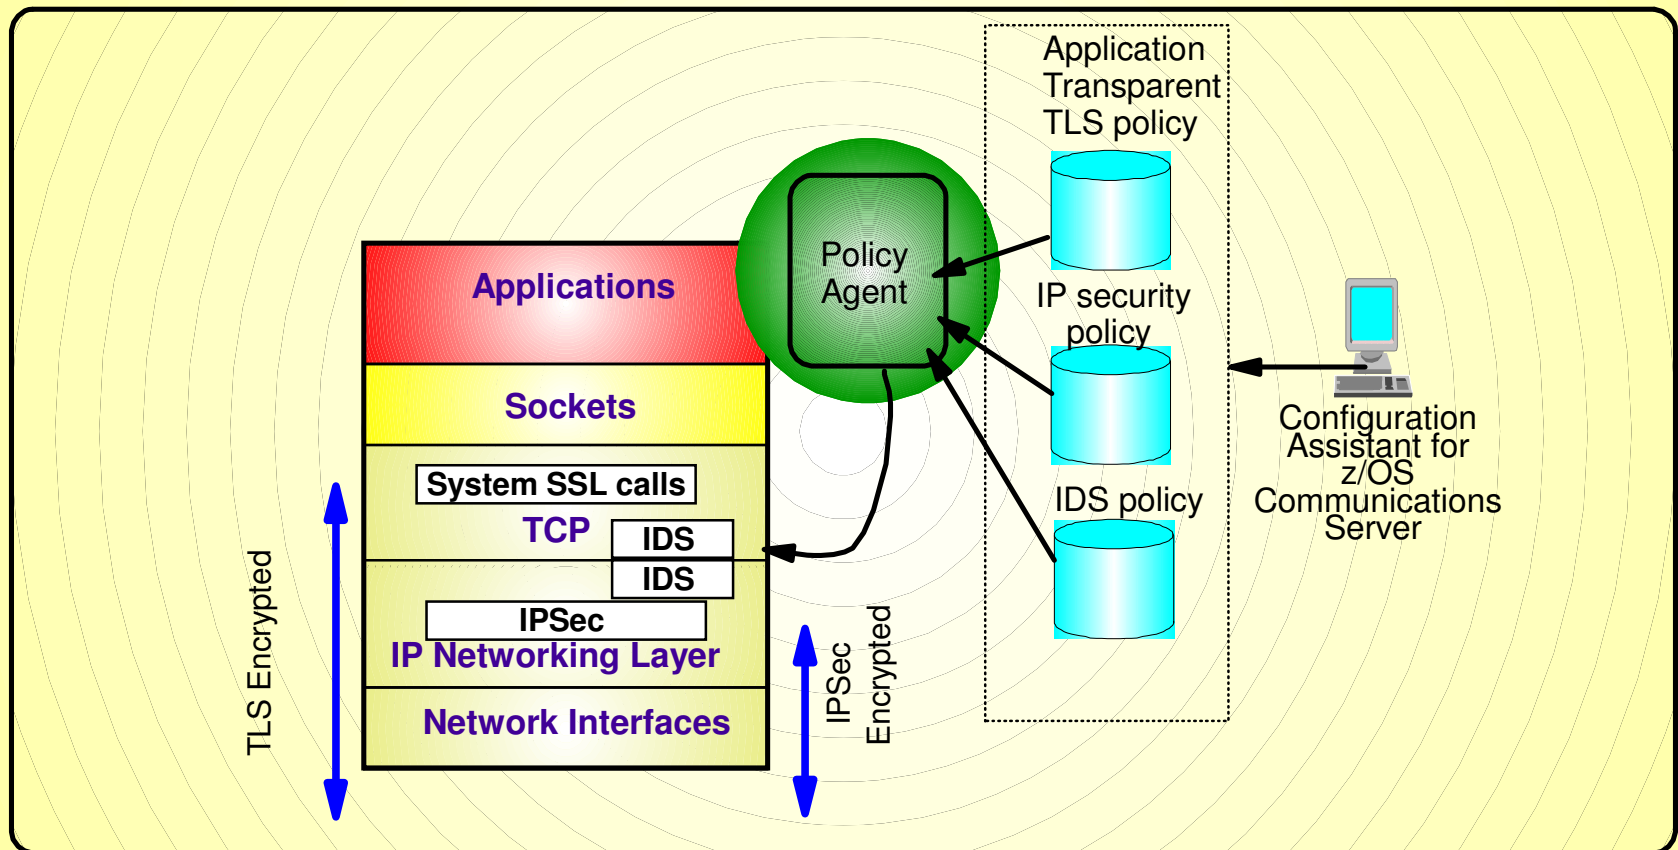 Application
Transparent
TLS policy
Policy
Agent
Applications
IP security
policy
Sockets
Configuration
Assistant for
z/OS
Communications
Server
System SSL calls
IDS policy
TCP
IDS
IDS
IPSec
IP Networking Layer
Network Interfaces
TLS Encrypted
IPSec
Encrypted